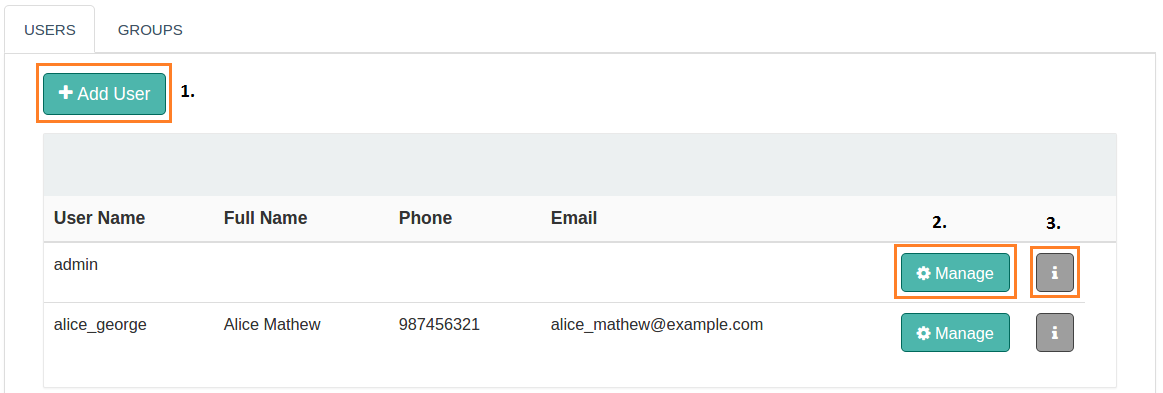 USERS GROUPS
Add User 1.
User Name Full Name Phone Email 2. 3.
admin Manage
alice_george Alice Mathew 987456321 alice_mathew@example.com Manage